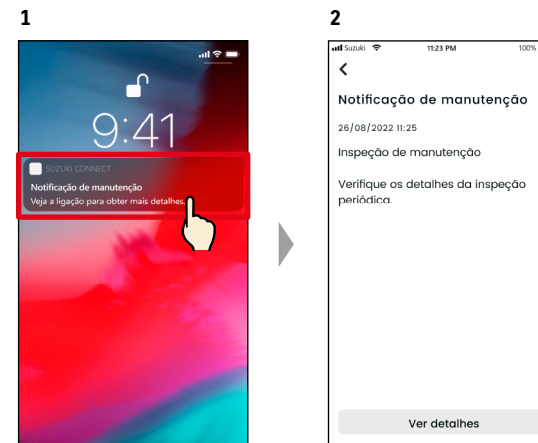 1
9:41
SUZUKI CONNECT
Notificação de manutenção
Veja a ligação para obter mais detalhes.
2
Suzuki 11:23 PM 100%
Notificação de manutenção
26/08/2022 11:25
Inspeção de manutenção
Verifique os detalhes da inspeção
periódica.
Ver detalhes